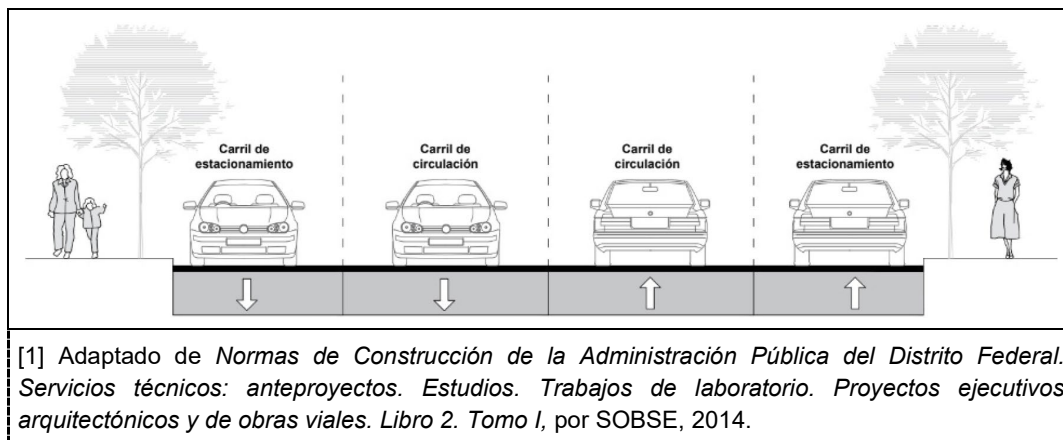 Carril de
estacionamiento
Carril de
circulación
Carril de
circulación
Carril de
estacionamiento
[1] Adaptado de Normas de Construcción de la Administración Pública del Distrito Federal.
Servicios técnicos: anteproyectos. Estudios. Trabajos de laboratorio. Proyectos ejecutivos
arquitectónicos y de obras viales. Libro 2. Tomo I, por SOBSE, 2014.